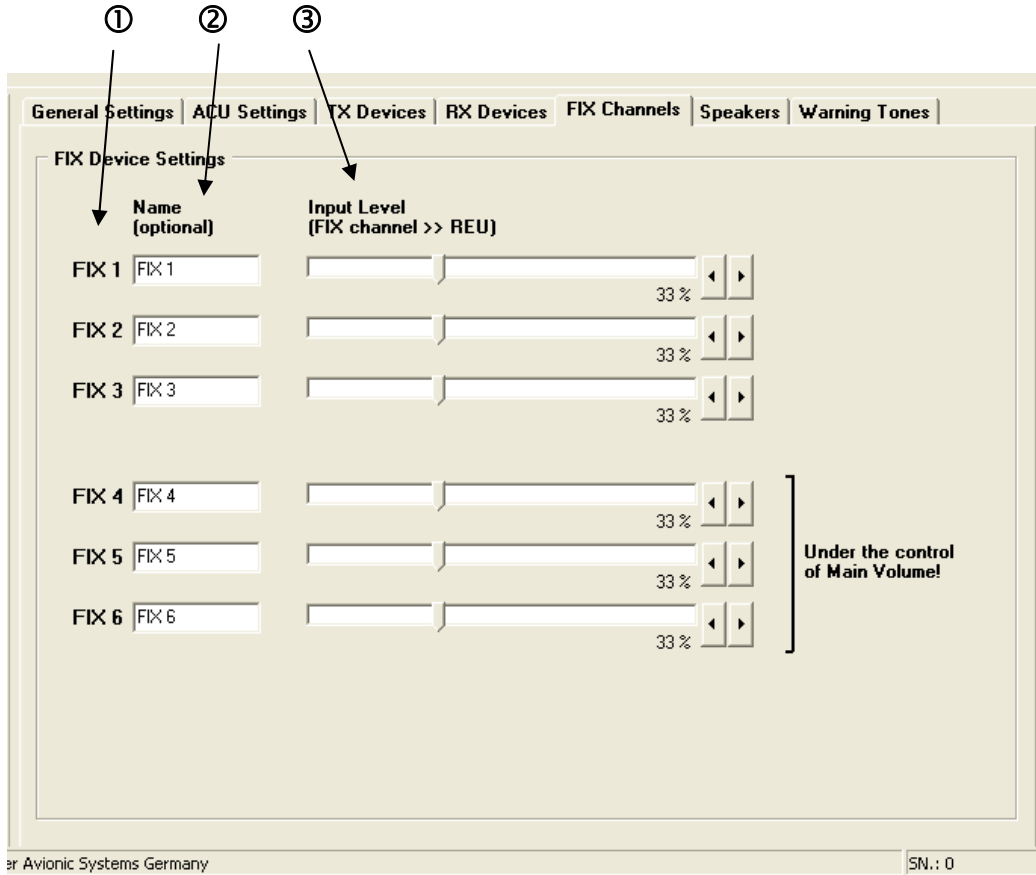 ① ② ③
General Settings ACU Settings TX Devices RX Devices FIX Channels Speakers Warning Tones
FIX Device Settings
Name
(optional)
Input Level
(FIX channel >> REU)
FIX 1 FIX 1
33 %
FIX 2 FIX 2
33 %
FIX 3 FIX 3
33 %
FIX 4 FIX 4
33 %
FIX 5 FIX 5
33 %
FIX 6 FIX 6
33 %
Under the control
of Main Volume!
er Avionic Systems Germany SN.: 0